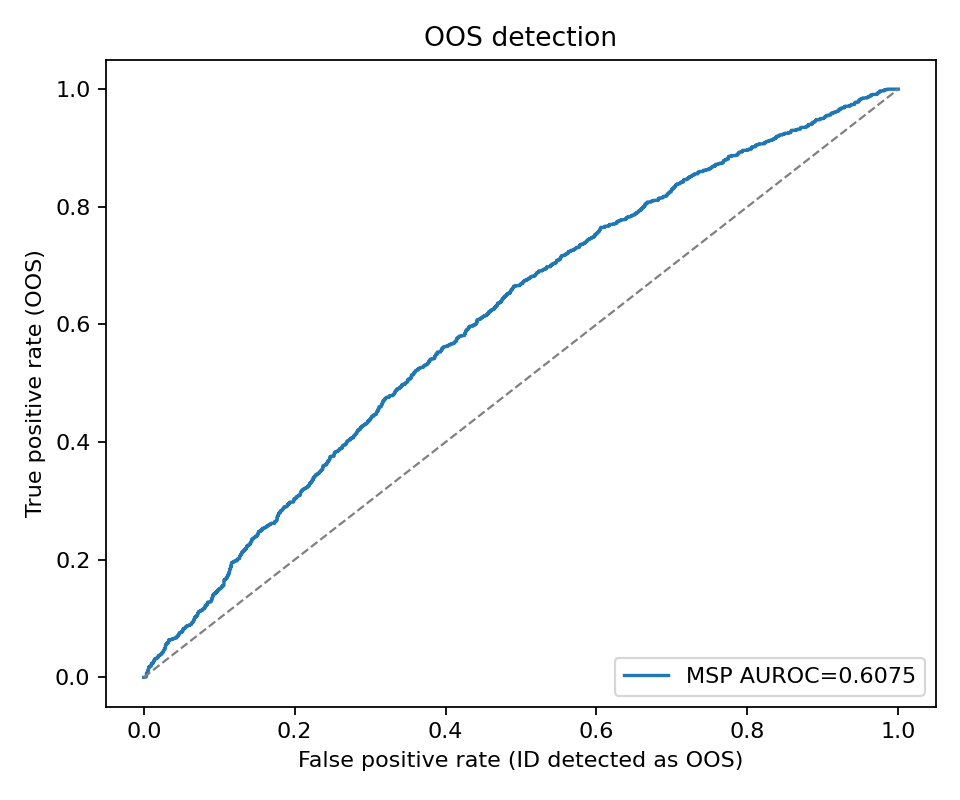 OOS detection
1.0
0.8
0.6
0.4
0.2
0.0
True positive rate (OOS)
MSP AUROC=0.6075
0.0 0.2 0.4 0.6 0.8 1.0
False positive rate (ID detected as OOS)